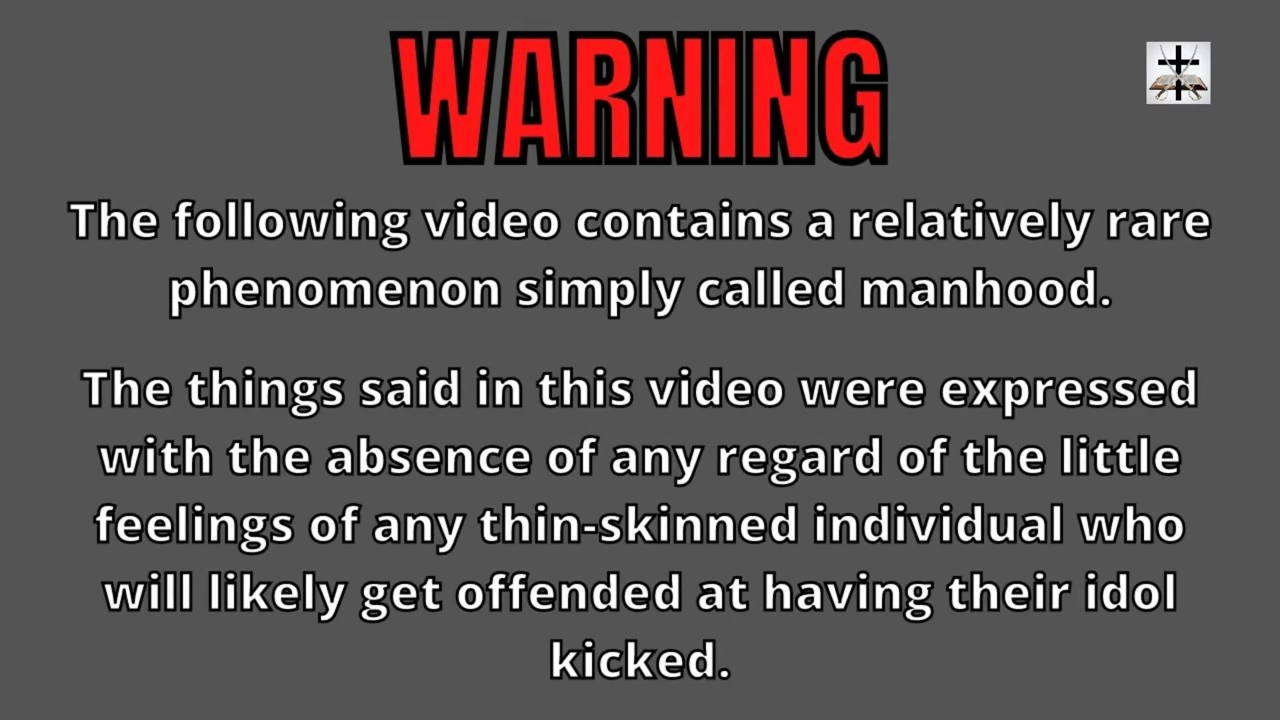 WARNING
The following video contains a relatively rare
phenomenon simply called manhood.
The things said in this video were expressed
with the absence of any regard of the little
feelings of any thin-skinned individual who
will likely get offended at having their idol
kicked.